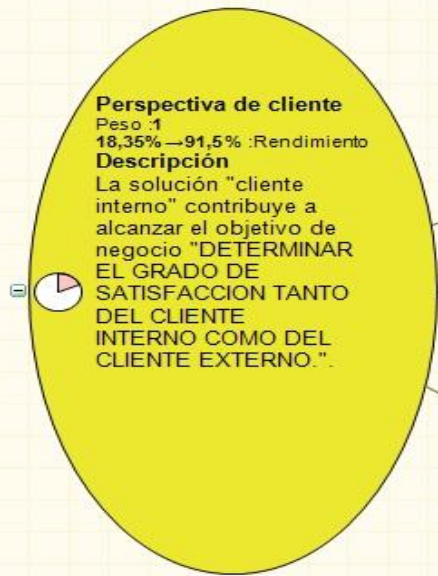 Perspectiva de cliente
Peso :1
18,35%→91,5% :Rendimiento
Descripción
La solución "cliente
interno" contribuye a
alcanzar el objetivo de
negocio "DETERMINAR
EL GRADO DE
SATISFACCION TANTO
DEL CLIENTE
INTERNO COMO DEL
CLIENTE EXTERNO.".